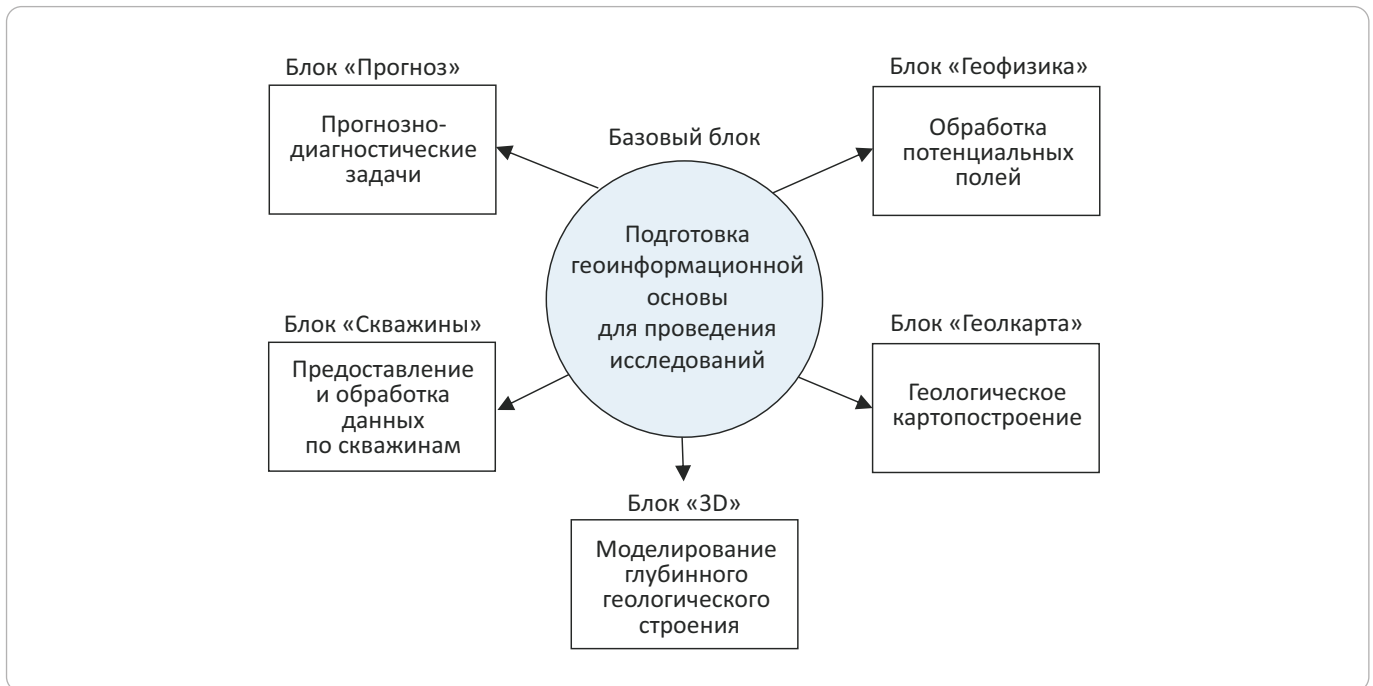 Блок «Прогноз»
Прогнозно-
диагностические
задачи
Блок «Геофизика»
Обработка
потенциальных
полей
Базовый блок
Подготовка
геоинформационной
основы
для проведения
исследований
Блок «Скважины»
Предоставление
и обработка
данных
по скважинам
Блок «Геолкарта»
Геологическое
картопостроение
Блок «3D»
Моделирование
глубинного
геологического
строения